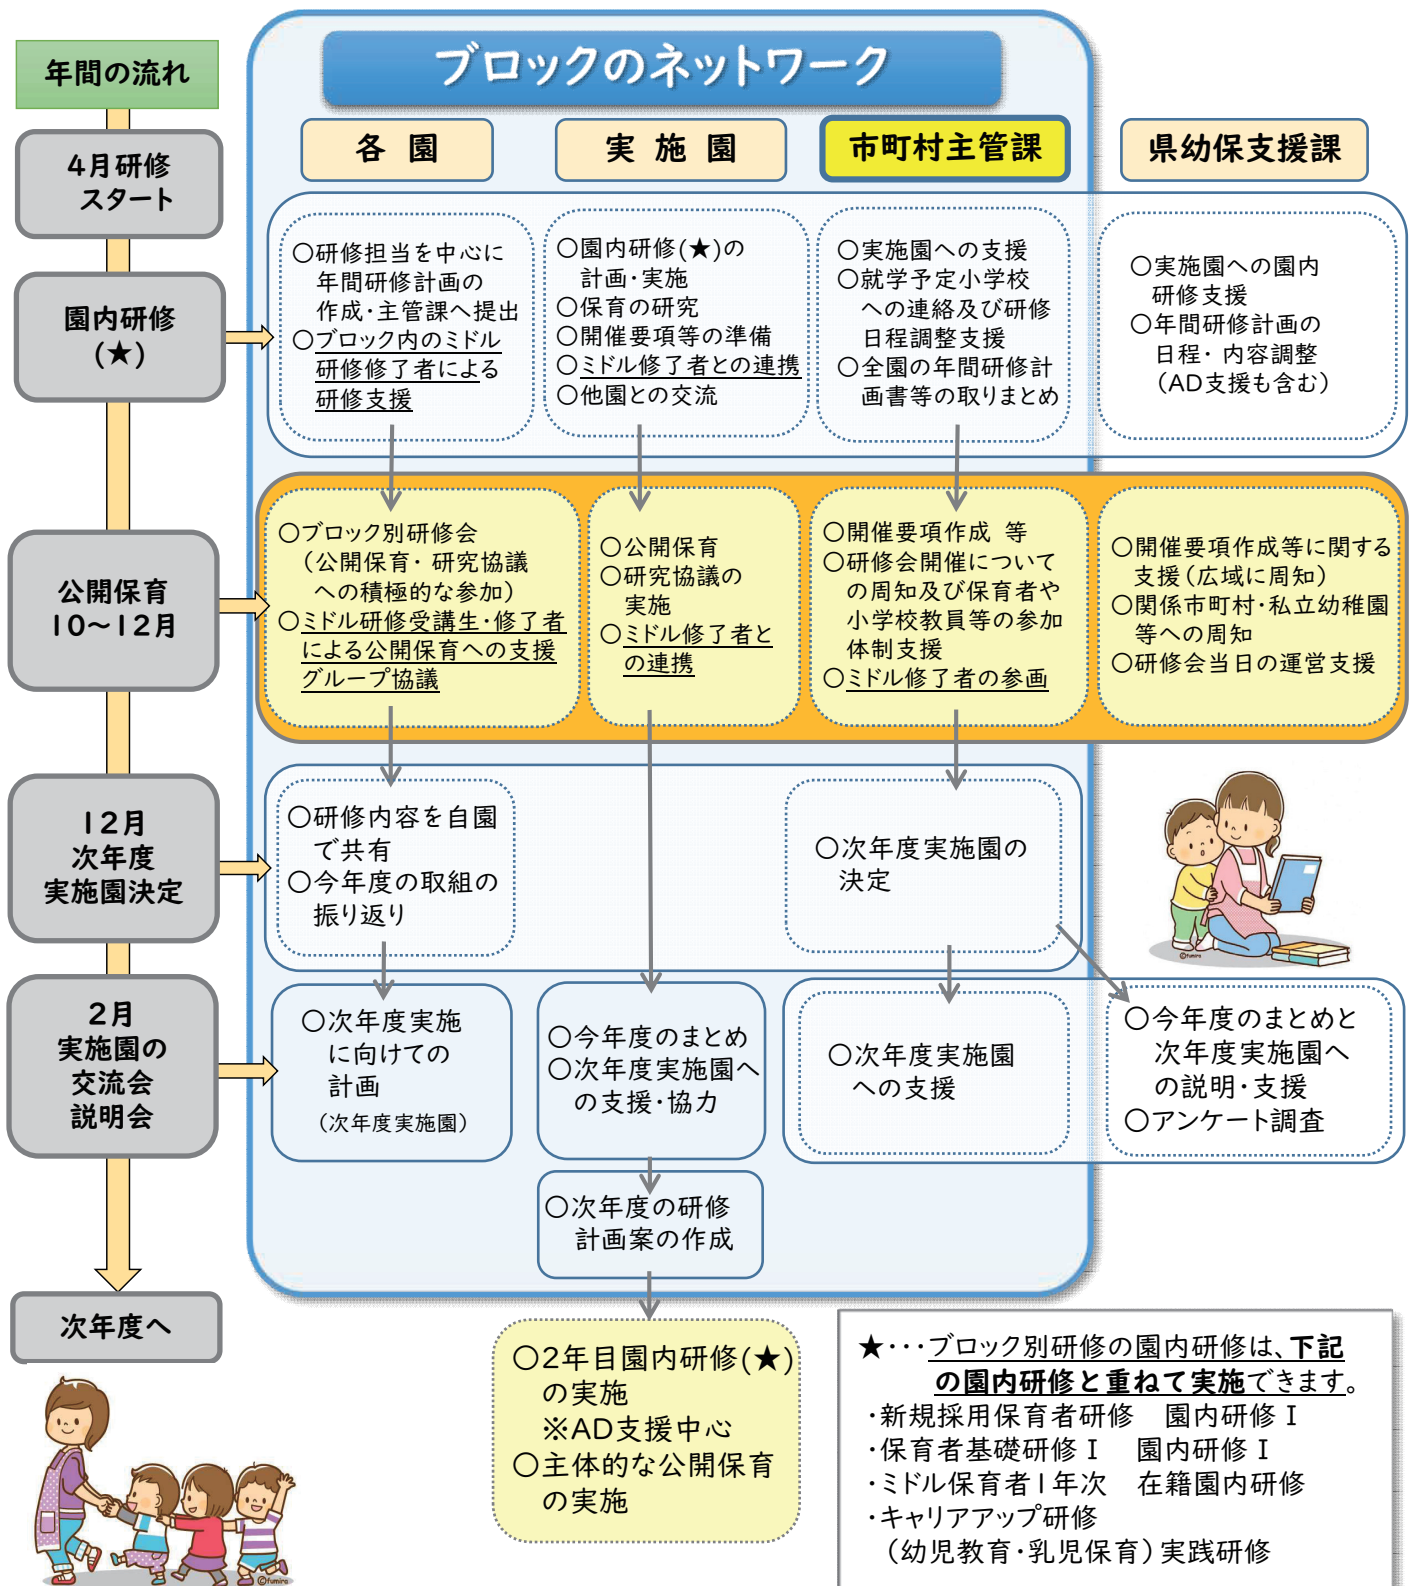 ブロックのネットワーク
年間の流れ
4月研修
スタート
園内研修
(★)
公開保育
10～12月
12月
次年度
実施園決定
2月
実施園の
交流会
説明会
次年度へ
各 園
実 施 園
市町村主管課
県幼保支援課
○研修担当を中心に
年間研修計画の
作成・主管課へ提出
○ブロック内のミドル
研修修了者による
研修支援
○園内研修(★)の
計画・実施
○保育の研究
○開催要項等の準備
○ミドル修了者との連携
○他園との交流
○実施園への支援
○就学予定小学校
への連絡及び研修
日程調整支援
○全園の年間研修計
画書等の取りまとめ
○実施園への園内
研修支援
○年間研修計画の
日程・内容調整
(AD支援も含む)
○ブロック別研修会
(公開保育・研究協議
への積極的な参加)
○ミドル研修受講生・修了者
による公開保育への支援
グループ協議
○公開保育
○研究協議の
実施
○ミドル修了者と
の連携
○開催要項作成 等
○研修会開催について
の周知及び保育者や
小学校教員等の参加
体制支援
○ミドル修了者の参画
○開催要項作成等に関する
支援(広域に周知)
○関係市町村・私立幼稚園
等への周知
○研修会当日の運営支援
○研修内容を自園
で共有
○今年度の取組の
振り返り
○次年度実施園の
決定
○次年度実施
に向けての
計画
(次年度実施園)
○今年度のまとめ
○次年度実施園へ
の支援・協力
○次年度実施園
への支援
○今年度のまとめと
次年度実施園へ
の説明・支援
○アンケート調査
○次年度の研修
計画案の作成
○2年目園内研修(★)
の実施
※AD支援中心
○主体的な公開保育
の実施
★・・・ブロック別研修の園内研修は、下記
の園内研修と重ねて実施できます。
・新規採用保育者研修 園内研修Ⅰ
・保育者基礎研修Ⅰ 園内研修Ⅰ
・ミドル保育者1年次 在籍園内研修
・キャリアアップ研修
(幼児教育・乳児保育)実践研修
©fumira
©fumira